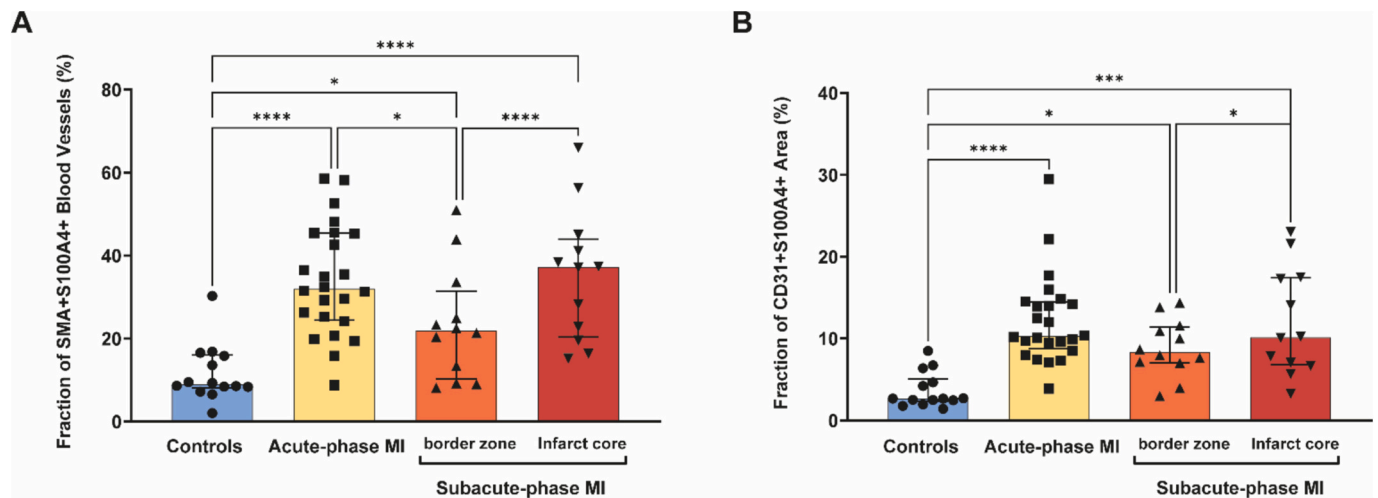 A
Fraction of SMA+S100A4+ Blood Vessels (%)
80
60
40
20
0
****
*
****
*
****
Controls
Acute-phase MI
border zone
Infarct core
Subacute-phase MI
B
Fraction of CD31+S100A4+ Area (%)
40
30
20
10
0
***
*
*
****
Controls
Acute-phase MI
border zone
Infarct core
Subacute-phase MI